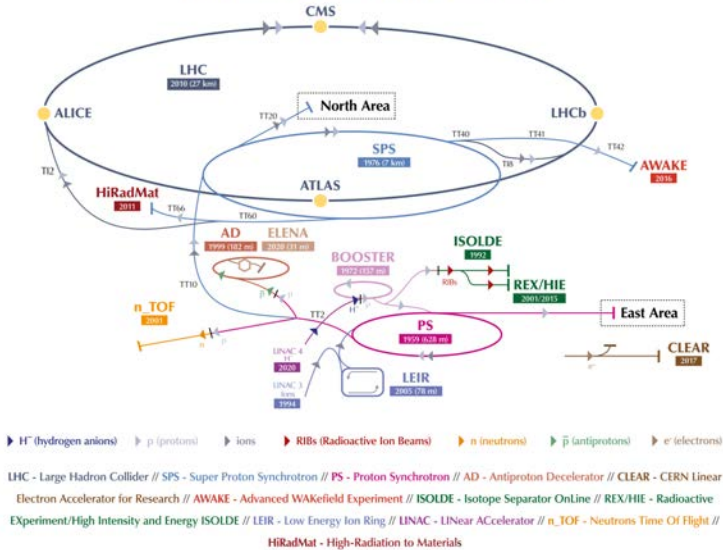 CMS
LHC
2010 (27 km)
North Area
ALICE
LHCb
TT20
TT40
TT41
SPS
TT42
1976 (7 km)
TI8
TI2
AWAKE
ATLAS
2016
HiRadMat
2011
TT66
TT60
AD
ELENA
ISOLDE
1999 (182 m)
2020 (31 m)
BOOSTER
1992
1972 (157 m)
REX/HIE
RIBs
2001/2015
TT10
p̅
p
p
H⁻
n_TOF
TT2
East Area
2001
PS
n
p
1959 (628 m)
LINAC 4
H⁻
CLEAR
2020
2017
LEIR
e⁻
LINAC 3
Ions
2005 (78 m)
1994
H⁻ (hydrogen anions) p (protons) ions RIBs (Radioactive Ion Beams) n (neutrons) p̅ (antiprotons) e⁻ (electrons)
LHC - Large Hadron Collider // SPS - Super Proton Synchrotron // PS - Proton Synchrotron // AD - Antiproton Decelerator // CLEAR - CERN Linear
Electron Accelerator for Research // AWAKE - Advanced WAKefield Experiment // ISOLDE - Isotope Separator OnLine // REX/HIE - Radioactive
EXperiment/High Intensity and Energy ISOLDE // LEIR - Low Energy Ion Ring // LINAC - LINear ACcelerator // n_TOF - Neutrons Time Of Flight //
HiRadMat - High-Radiation to Materials